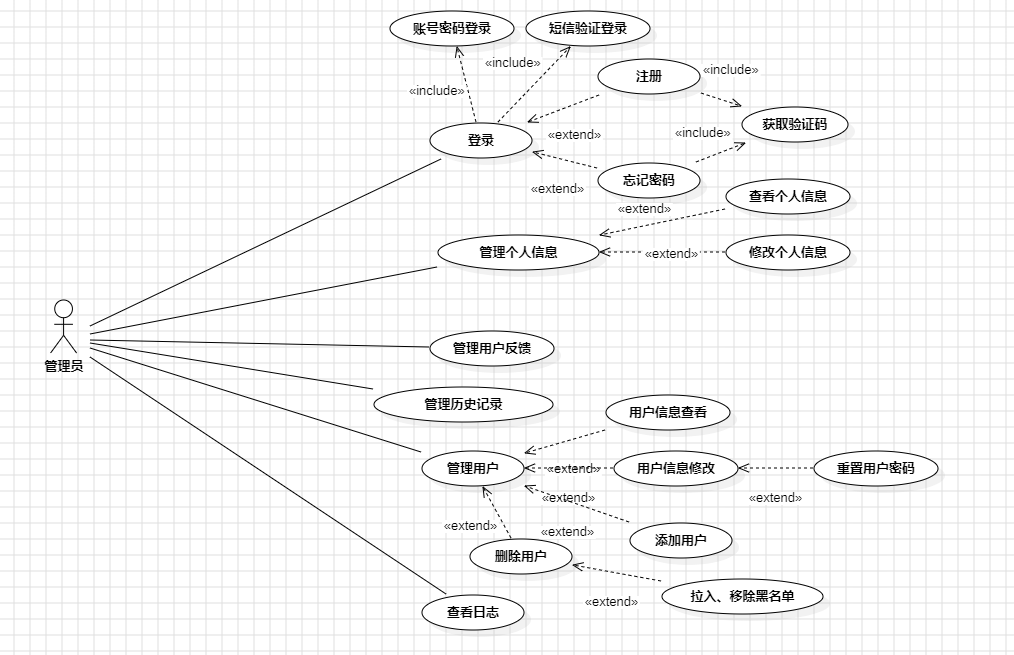 账号密码登录
短信验证登录
«include»
«include»
注册
«include»
获取验证码
登录
«extend»
«include»
忘记密码
«extend»
查看个人信息
«extend»
管理个人信息
«extend»
修改个人信息
管理员
管理用户反馈
管理历史记录
用户信息查看
管理用户
«extend»
用户信息修改
重置用户密码
«extend»
«extend»
«extend»
«extend»
添加用户
删除用户
«extend»
拉入、移除黑名单
查看日志